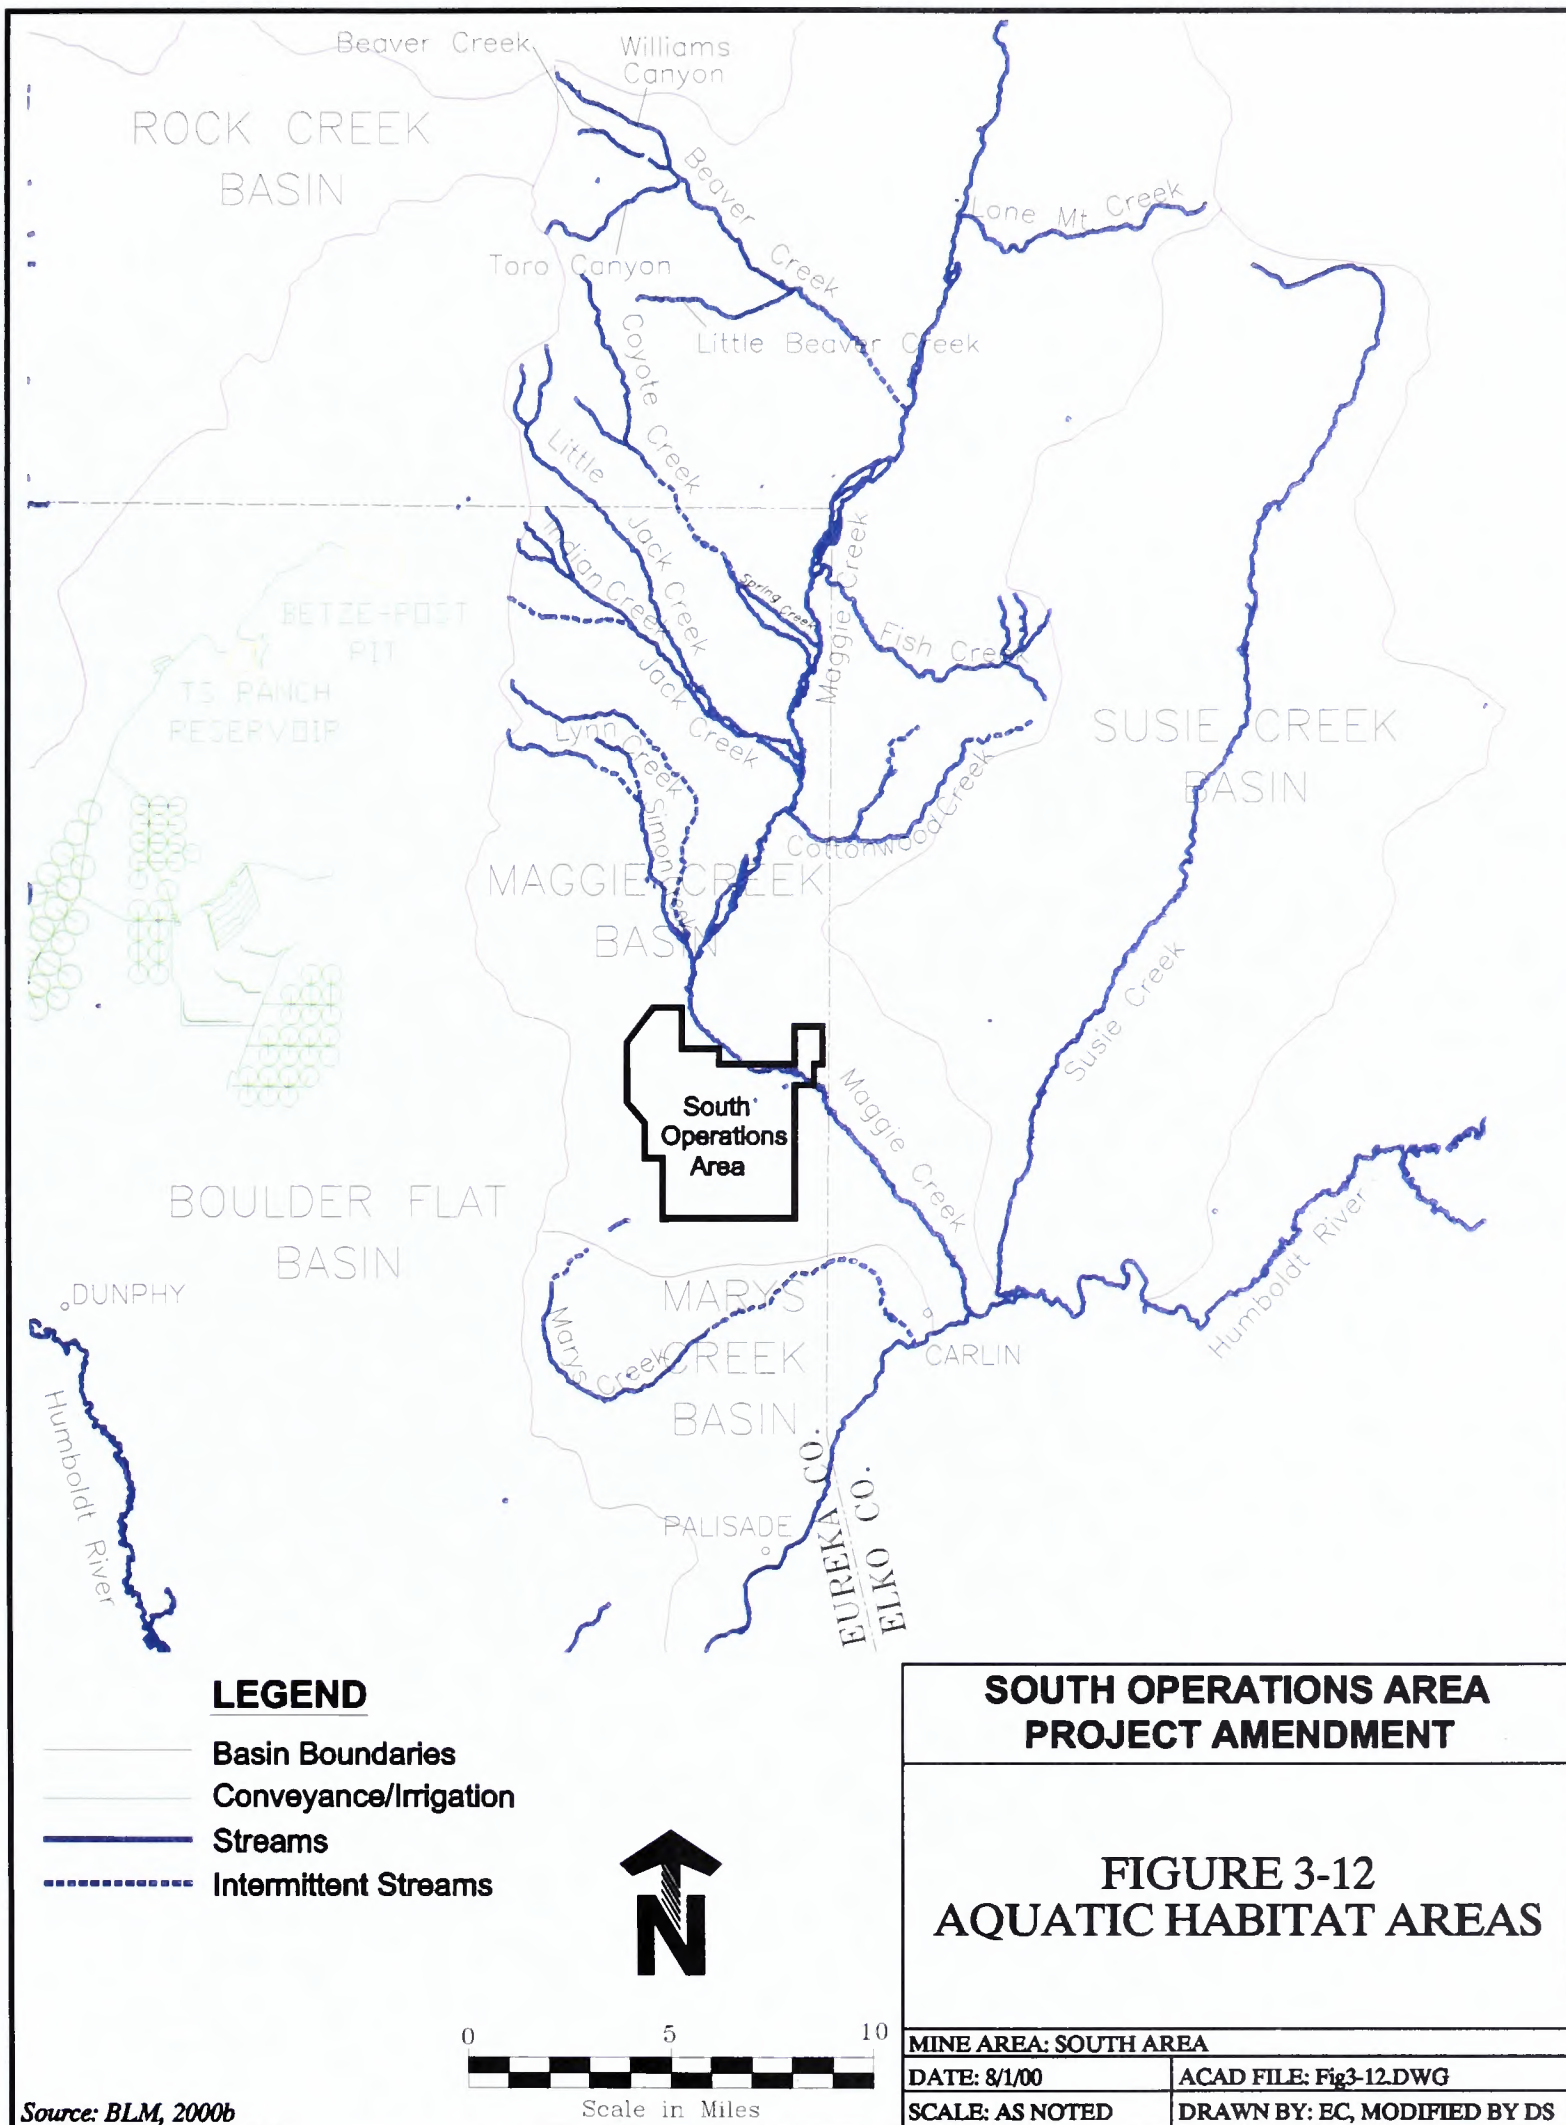 Beaver Creek
Williams
Canyon
ROCK CREEK
BASIN
Beaver Creek
Lone Mt. Creek
Toro Canyon
Little Beaver Creek
Coyote Creek
Little Jack Creek
Indian Creek
Spring Creek
Maggie Creek
Fish Creek
BETZE-POST
PIT
TS RANCH
RESERVOIR
Jack Creek
Lynn Creek
Simon Creek
Cottonwood Creek
SUSIE CREEK
BASIN
MAGGIE CREEK
BASIN
Susie Creek
Maggie Creek
South
Operations
Area
BOULDER FLAT
BASIN
Humboldt River
DUNPHY
MARYS
CREEK
BASIN
Marys Creek
CARLIN
Humboldt River
PALISADE
EUREKA CO.
ELKO CO.
LEGEND
Basin Boundaries
Conveyance/Irrigation
Streams
Intermittent Streams
N
0 5 10
Scale in Miles
Source: BLM, 2000b
SOUTH OPERATIONS AREA
PROJECT AMENDMENT
FIGURE 3-12
AQUATIC HABITAT AREAS
MINE AREA: SOUTH AREA
DATE: 8/1/00
ACAD FILE: Fig3-12.DWG
SCALE: AS NOTED
DRAWN BY: EC, MODIFIED BY DS